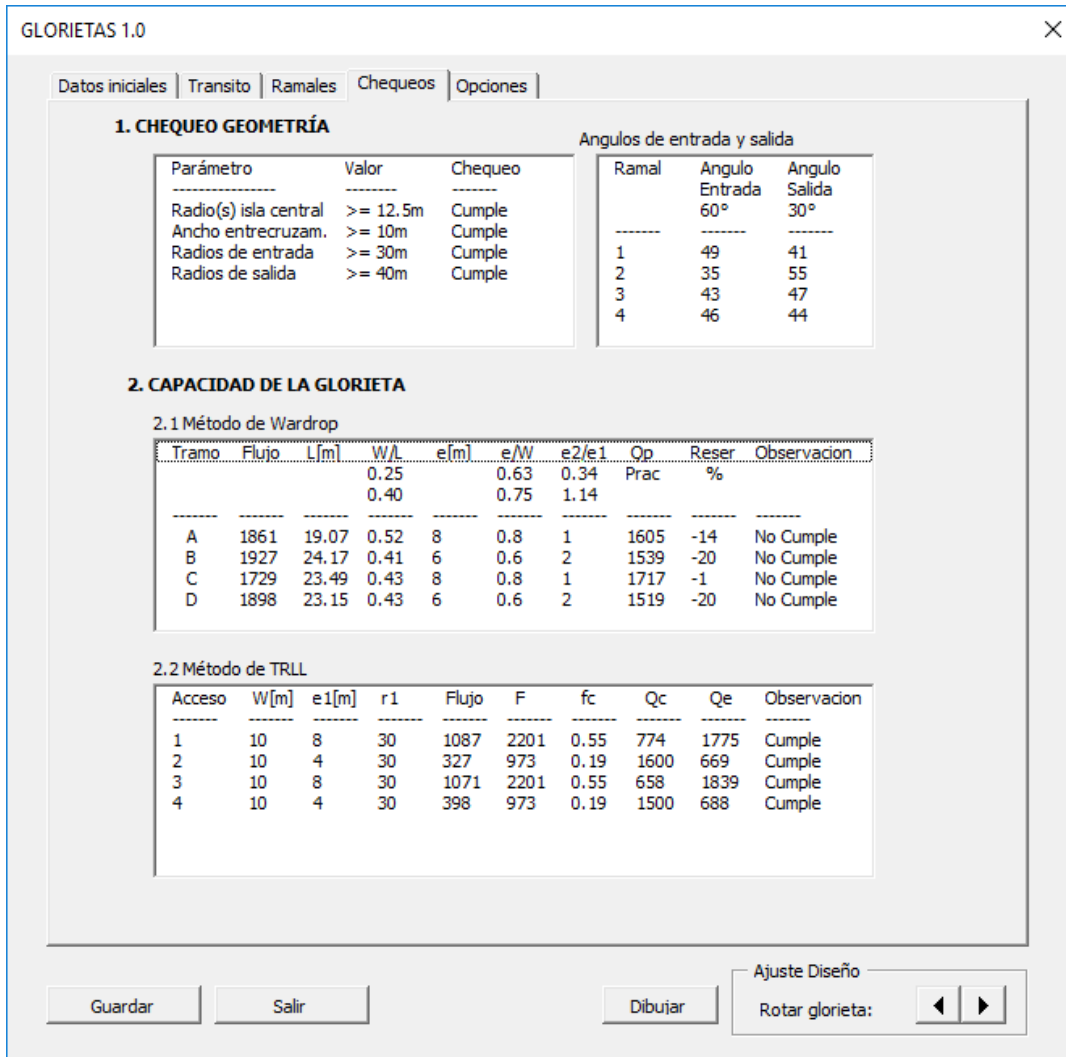 GLORIETAS 1.0
Datos iniciales Transito Ramales Chequeos Opciones
1. CHEQUEO GEOMETRÍA
Parámetro Valor Chequeo
---------------- -------- -------
Radio(s) isla central >= 12.5m Cumple
Ancho entrecruzam. >= 10m Cumple
Radios de entrada >= 30m Cumple
Radios de salida >= 40m Cumple
Angulos de entrada y salida
Ramal Angulo Angulo
Entrada Salida
60° 30°
------- ------- -------
1 49 41
2 35 55
3 43 47
4 46 44
2. CAPACIDAD DE LA GLORIETA
2.1 Método de Wardrop
Tramo Flujo L[m] W/L e[m] e/W e2/e1 Qp Reser Observacion
0.25 0.63 0.34 Prac %
0.40 0.75 1.14
------- ------- ------- ------- ------- ------- ------- ------- ------- -------
A 1861 19.07 0.52 8 0.8 1 1605 -14 No Cumple
B 1927 24.17 0.41 6 0.6 2 1539 -20 No Cumple
C 1729 23.49 0.43 8 0.8 1 1717 -1 No Cumple
D 1898 23.15 0.43 6 0.6 2 1519 -20 No Cumple
2.2 Método de TRLL
Acceso W[m] e1[m] r1 Flujo F fc Qc Qe Observacion
------- ------- ------- ------- ------- ------- ------- ------- ------- -------
1 10 8 30 1087 2201 0.55 774 1775 Cumple
2 10 4 30 327 973 0.19 1600 669 Cumple
3 10 8 30 1071 2201 0.55 658 1839 Cumple
4 10 4 30 398 973 0.19 1500 688 Cumple
Guardar Salir Dibujar
Ajuste Diseño
Rotar glorieta: